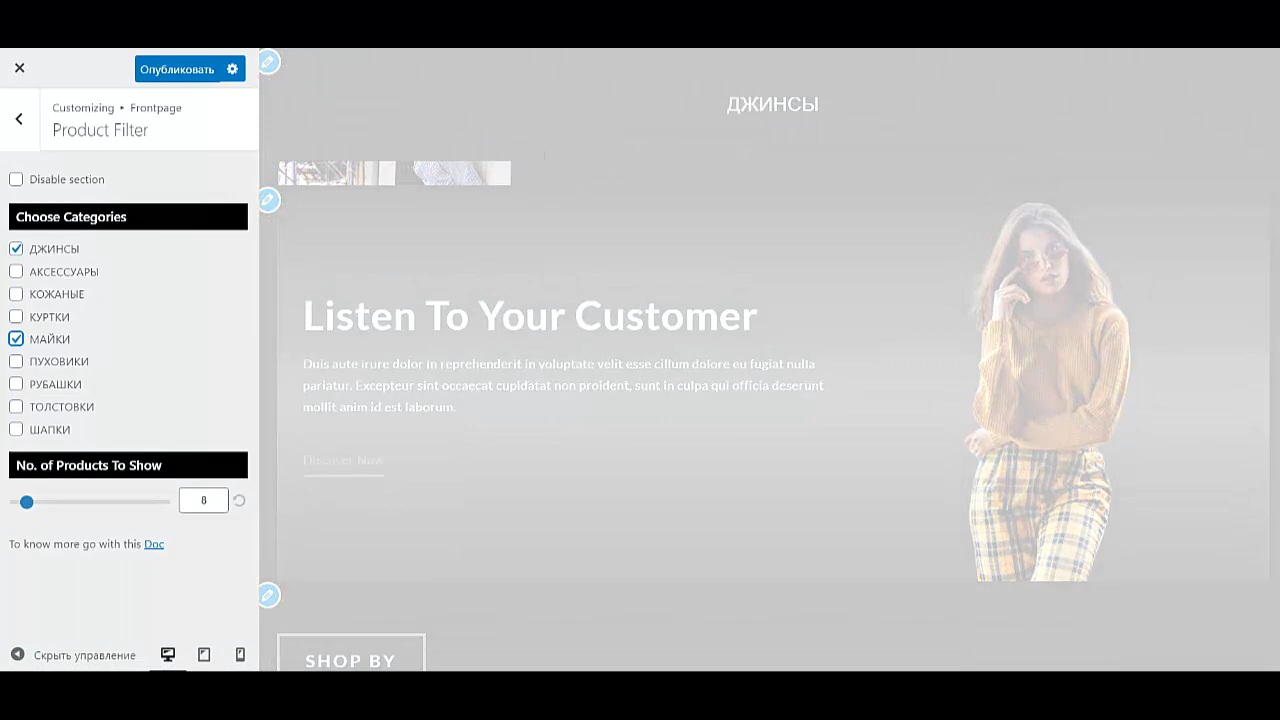 Опубликовать
Customizing ▸ Frontpage
Product Filter
Disable section
Choose Categories
ДЖИНСЫ
АКСЕССУАРЫ
КОЖАНЫЕ
КУРТКИ
МАЙКИ
ПУХОВИКИ
РУБАШКИ
ТОЛСТОВКИ
ШАПКИ
No. of Products To Show
8
To know more go with this Doc
Скрыть управление
ДЖИНСЫ
Listen To Your Customer
Duis aute irure dolor in reprehenderit in voluptate velit esse cillum dolore eu fugiat nulla
pariatur. Excepteur sint occaecat cupidatat non proident, sunt in culpa qui officia deserunt
mollit anim id est laborum.
Discover Now
SHOP BY